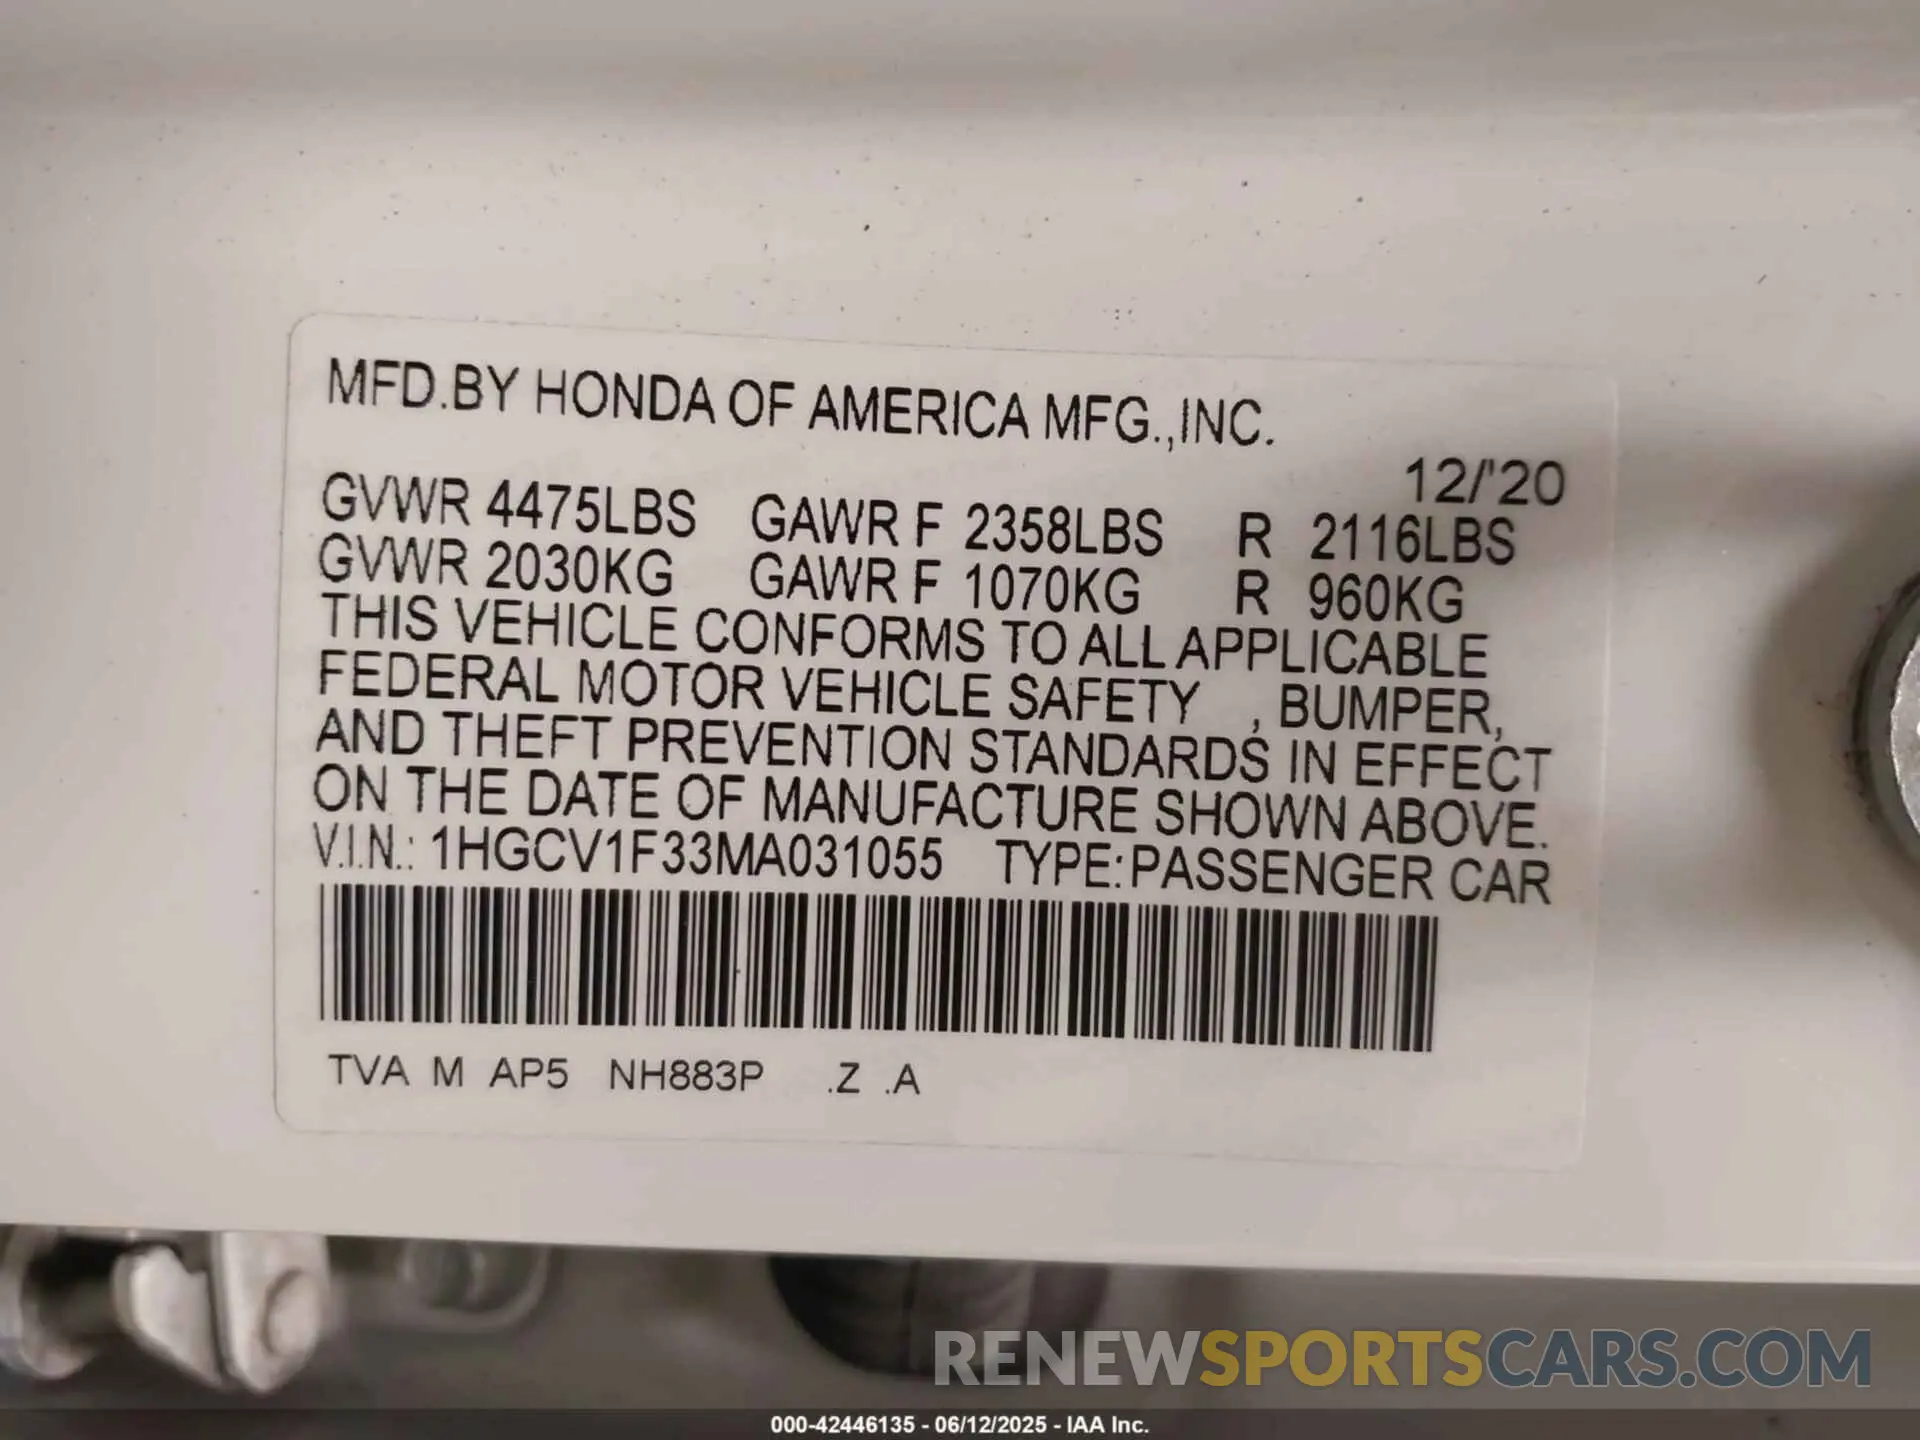 MFD.BY HONDA OF AMERICA MFG.,INC.
12/'20
GVWR 4475LBS GAWR F 2358LBS R 2116LBS
GVWR 2030KG GAWR F 1070KG R 960KG
THIS VEHICLE CONFORMS TO ALL APPLICABLE
FEDERAL MOTOR VEHICLE SAFETY , BUMPER,
AND THEFT PREVENTION STANDARDS IN EFFECT
ON THE DATE OF MANUFACTURE SHOWN ABOVE.
V.I.N.: 1HGCV1F33MA031055 TYPE:PASSENGER CAR
TVA M AP5 NH883P .Z .A
RENEWSPORTSCARS.COM
000-42446135 - 06/12/2025 - IAA Inc.